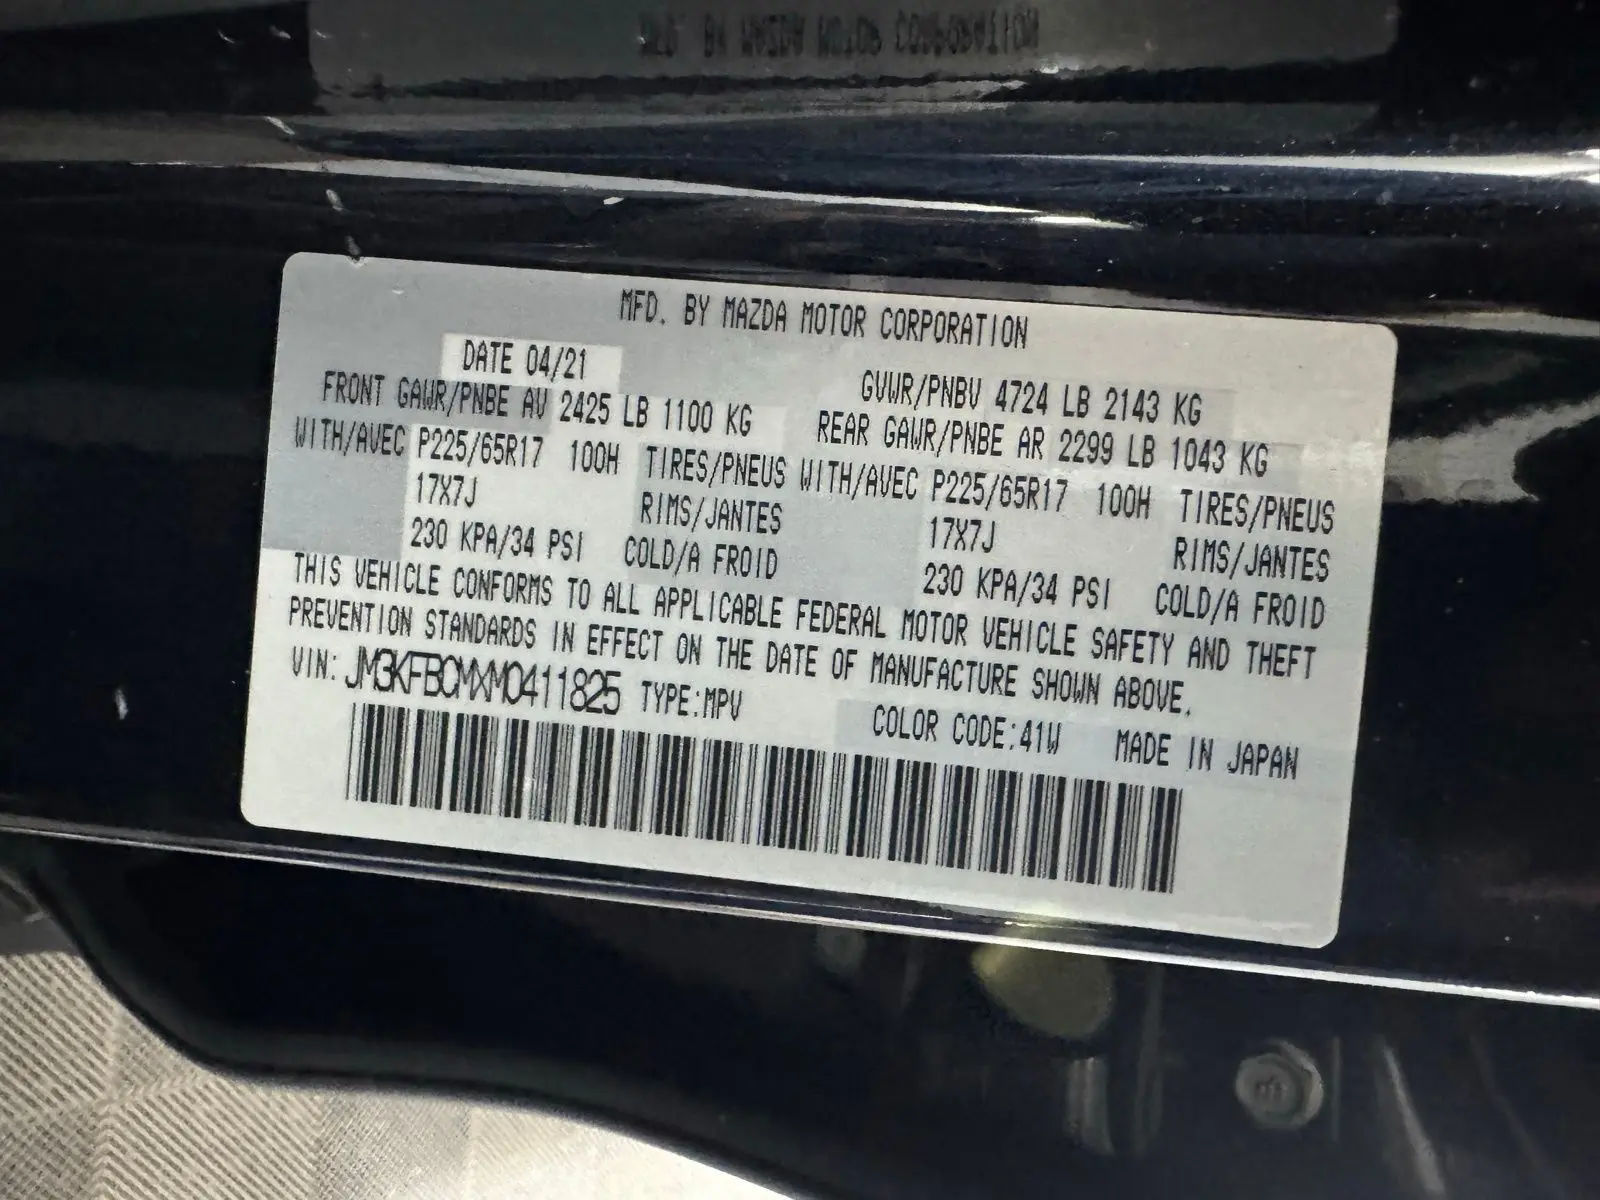 MFD. BY MAZDA MOTOR CORPORATION
DATE 04/21
GVWR/PNBV 4724 LB 2143 KG
FRONT GAWR/PNBE AV 2425 LB 1100 KG
REAR GAWR/PNBE AR 2299 LB 1043 KG
WITH/AVEC P225/65R17 100H TIRES/PNEUS WITH/AVEC P225/65R17 100H TIRES/PNEUS
17X7J RIMS/JANTES 17X7J RIMS/JANTES
230 KPA/34 PSI COLD/A FROID 230 KPA/34 PSI COLD/A FROID
THIS VEHICLE CONFORMS TO ALL APPLICABLE FEDERAL MOTOR VEHICLE SAFETY AND THEFT
PREVENTION STANDARDS IN EFFECT ON THE DATE OF MANUFACTURE SHOWN ABOVE.
VIN: JM3KFBCMXM0411825 TYPE:MPV
COLOR CODE:41W MADE IN JAPAN